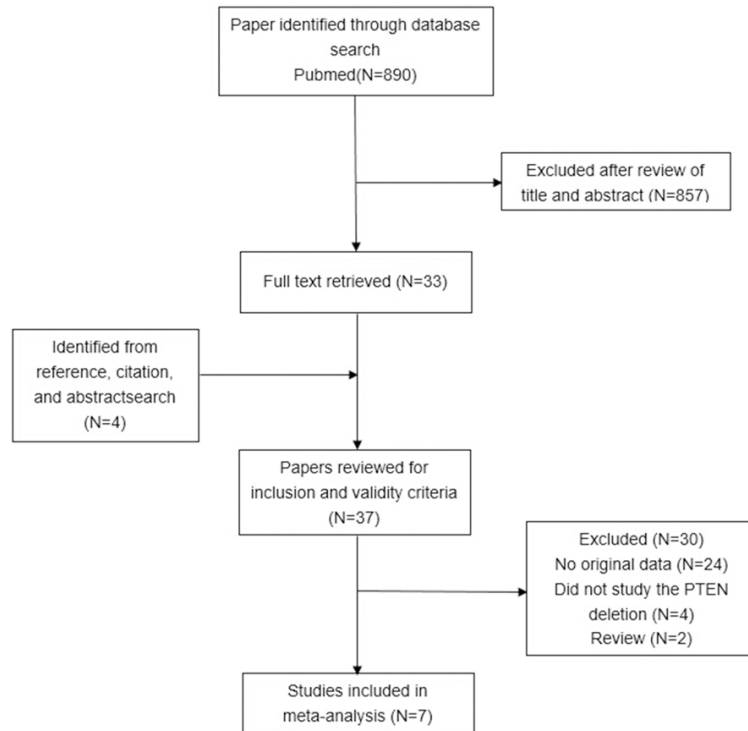 Paper identified through database
search
Pubmed(N=890)
Excluded after review of
title and abstract (N=857)
Full text retrieved (N=33)
Identified from
reference, citation,
and abstractsearch
(N=4)
Papers reviewed for
inclusion and validity criteria
(N=37)
Excluded (N=30)
No original data (N=24)
Did not study the PTEN
deletion (N=4)
Review (N=2)
Studies included in
meta-analysis (N=7)